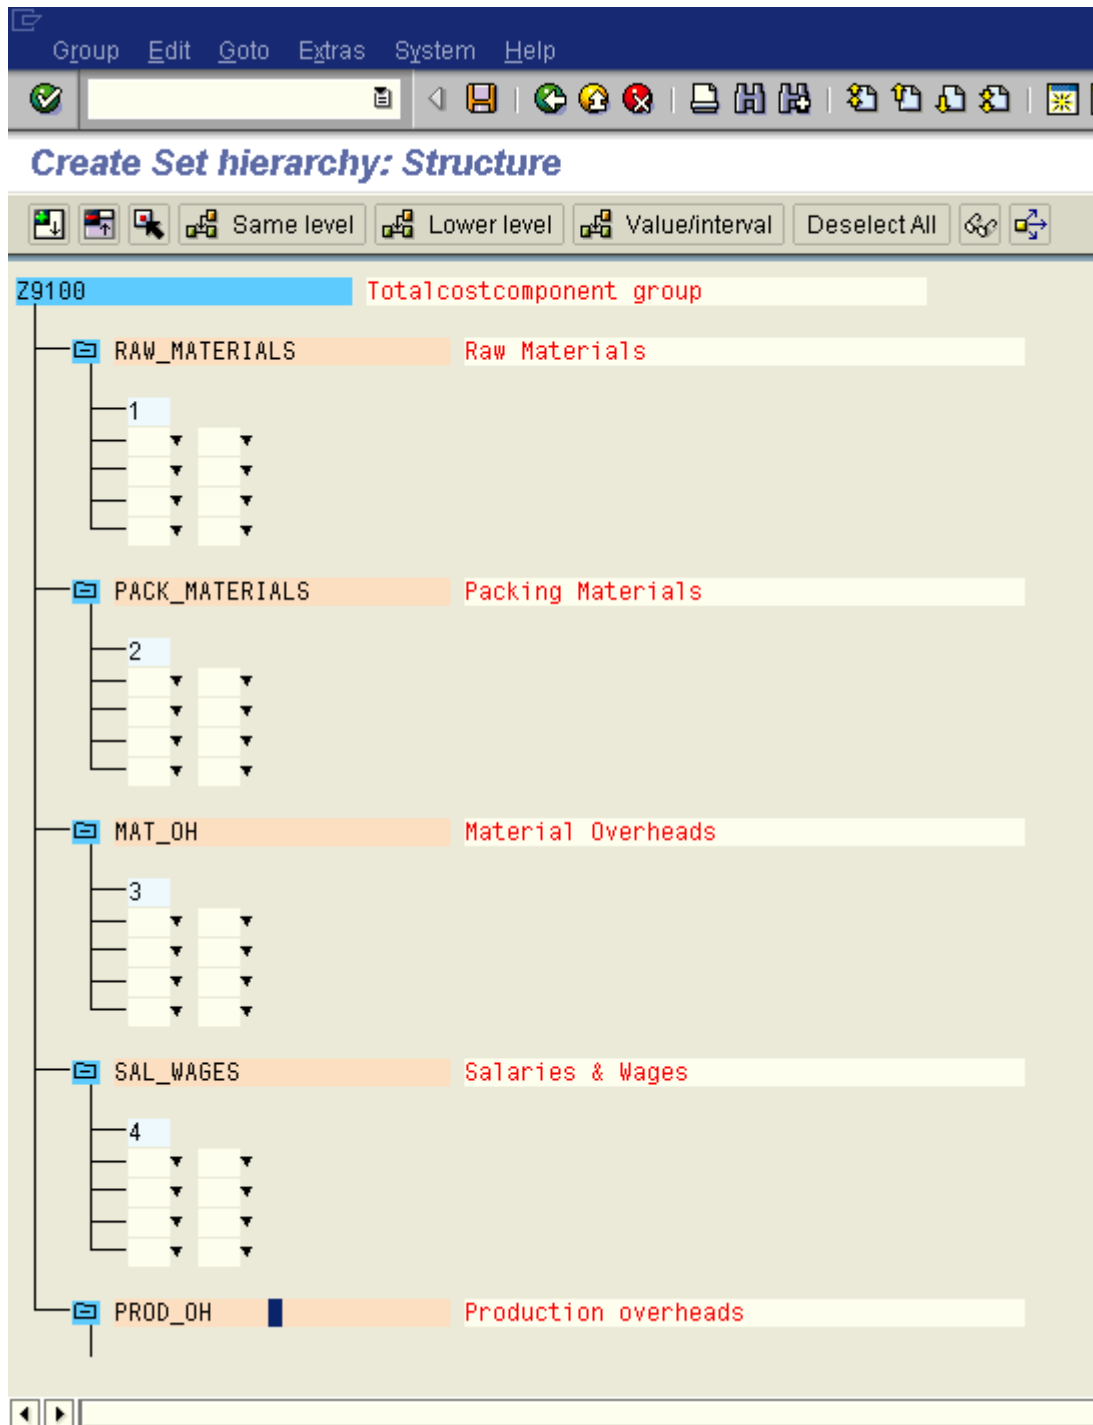 Group Edit Goto Extras System Help
Create Set hierarchy: Structure
Same level Lower level Value/interval Deselect All
Z9100 Totalcostcomponent group
RAW_MATERIALS Raw Materials
1
PACK_MATERIALS Packing Materials
2
MAT_OH Material Overheads
3
SAL_WAGES Salaries & Wages
4
PROD_OH Production overheads